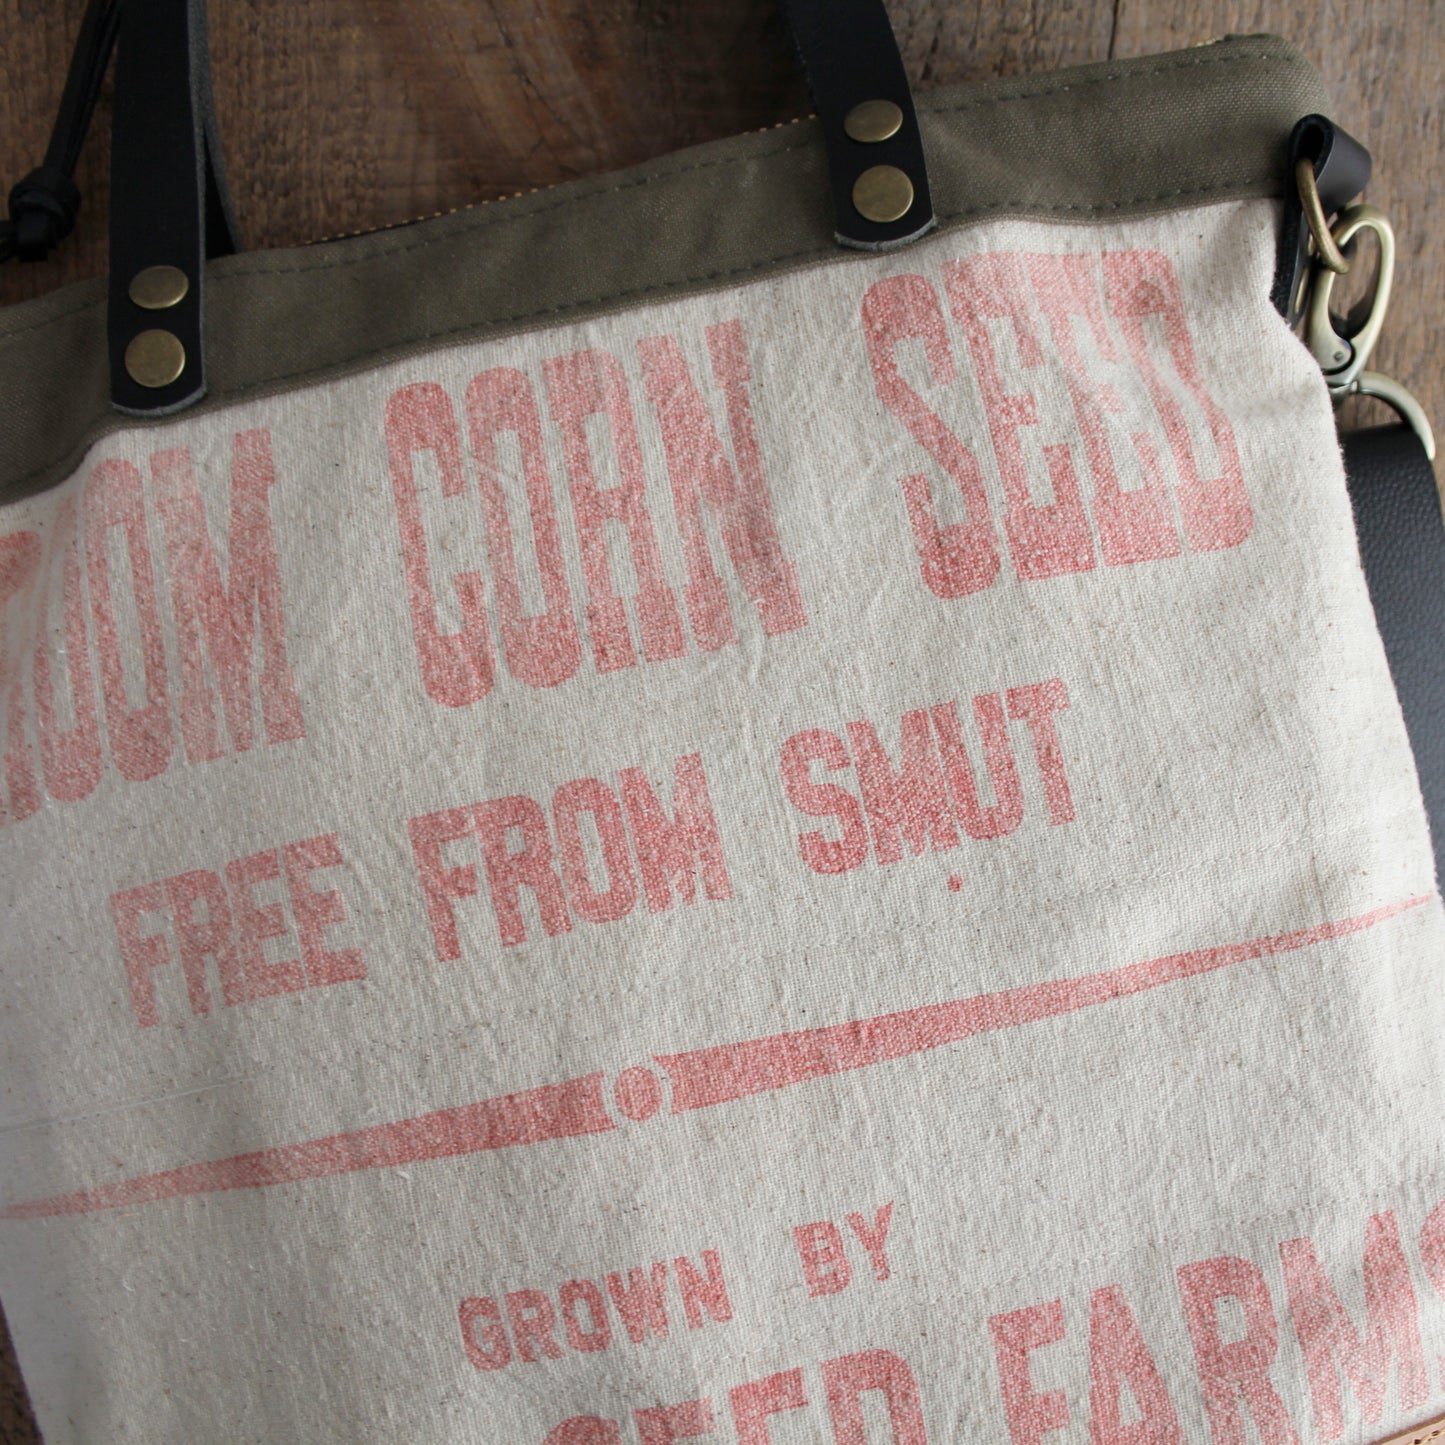 ROOM CORN SEED
FREE FROM SMUT
GROWN BY
SEED FARMS